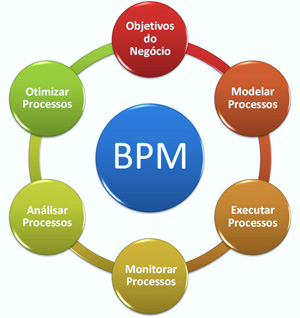 Objetivos
do
Negócio
Modelar
Processos
Executar
Processos
Monitorar
Processos
Análisar
Processos
Otimizar
Processos
BPM